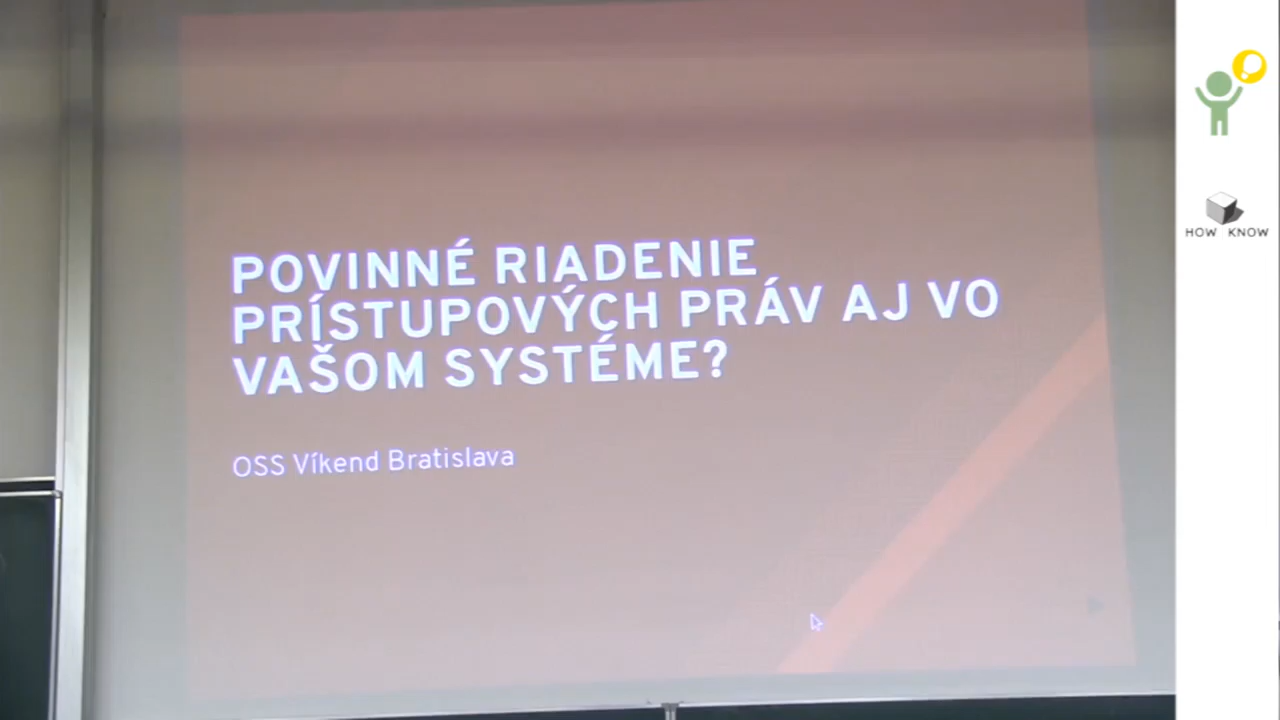 POVINNÉ RIADENIE
PRÍSTUPOVÝCH PRÁV AJ VO
VAŠOM SYSTÉME?
OSS Víkend Bratislava
HOW KNOW